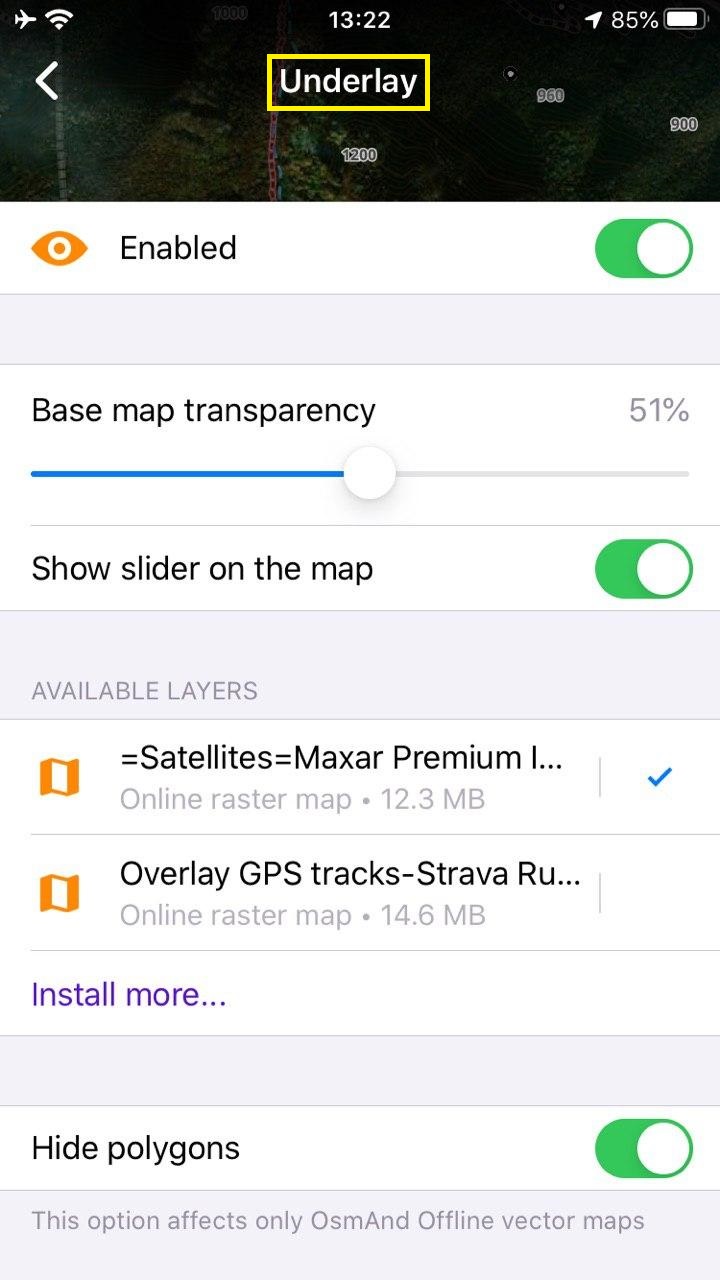 1000
13:22
85%
Underlay
960
900
1200
Enabled
Base map transparency 51%
Show slider on the map
AVAILABLE LAYERS
=Satellites=Maxar Premium I...
Online raster map • 12.3 MB
Overlay GPS tracks-Strava Ru...
Online raster map • 14.6 MB
Install more...
Hide polygons
This option affects only OsmAnd Offline vector maps